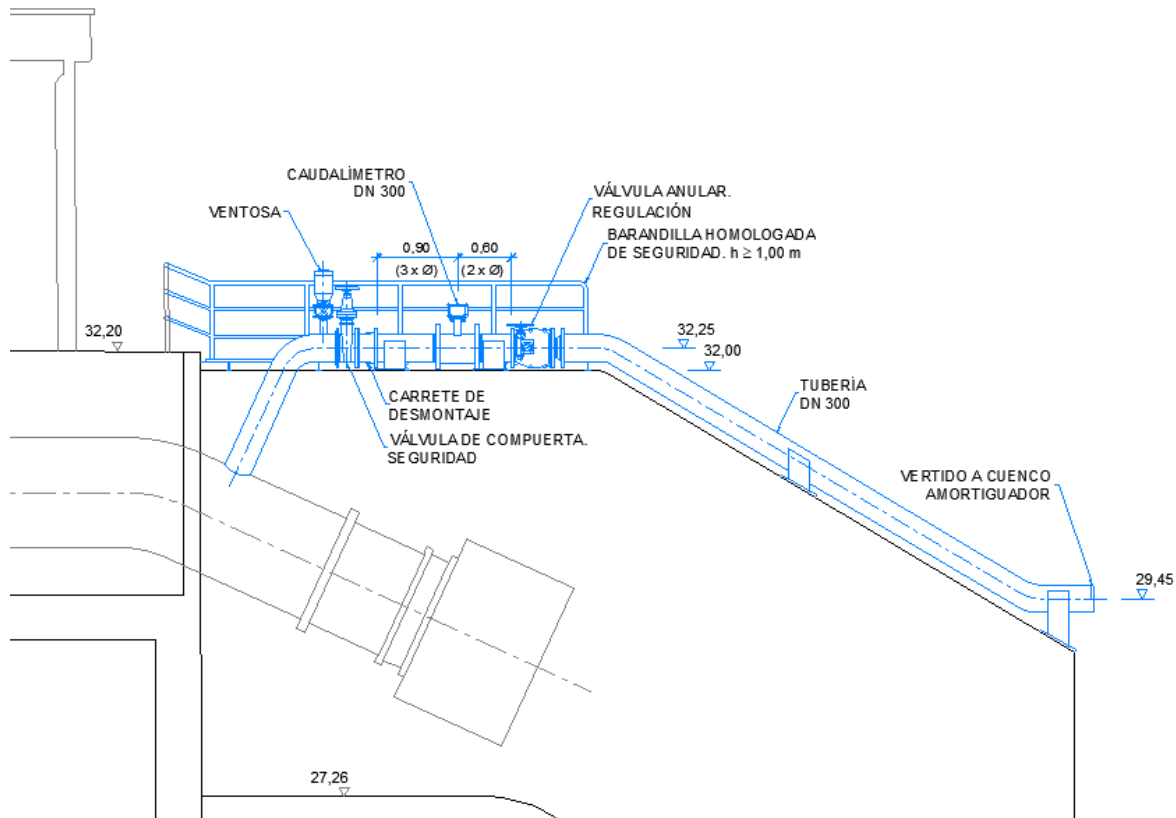 CAUDALÍMETRO
DN 300
VENTOSA
VÁLVULA ANULAR.
REGULACIÓN
BARANDILLA HOMOLOGADA
DE SEGURIDAD. h ≥ 1,00 m
0,90
0,60
(3 x Ø)
(2 x Ø)
32,20
32,25
32,00
CARRETE DE
DESMONTAJE
VÁLVULA DE COMPUERTA.
SEGURIDAD
TUBERÍA
DN 300
VERTIDO A CUENCO
AMORTIGUADOR
29,45
27,26